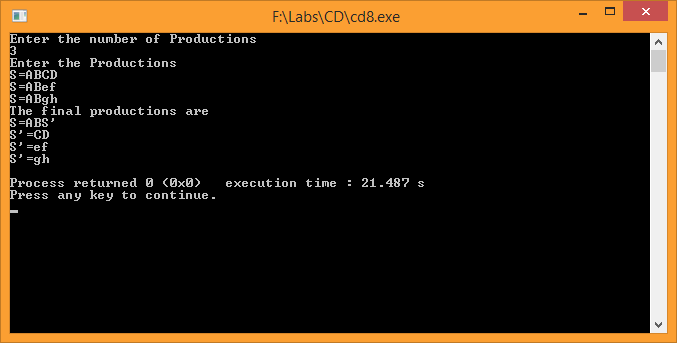 F:\Labs\CD\cd8.exe
Enter the number of Productions
3
Enter the Productions
S=ABCD
S=ABef
S=ABgh
The final productions are
S=ABS'
S'=CD
S'=ef
S'=gh
Process returned 0 (0x0)   execution time : 21.487 s
Press any key to continue.